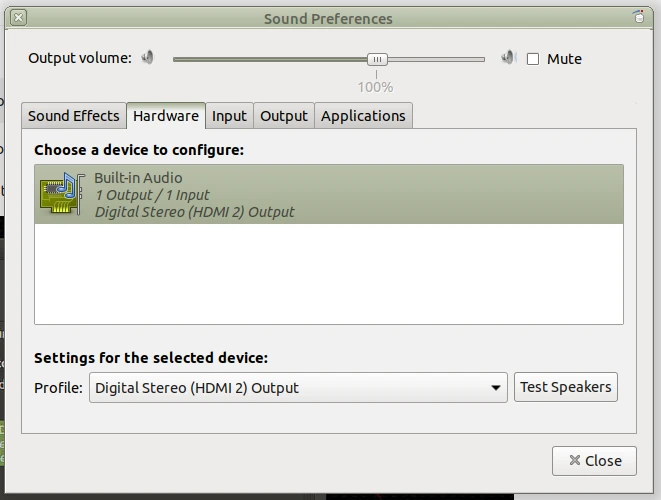 Sound Preferences
Output volume:
Mute
100%
Sound Effects
Hardware
Input
Output
Applications
Choose a device to configure:
Built-in Audio
1 Output / 1 Input
Digital Stereo (HDMI 2) Output
Settings for the selected device:
Profile:
Digital Stereo (HDMI 2) Output
Test Speakers
Close